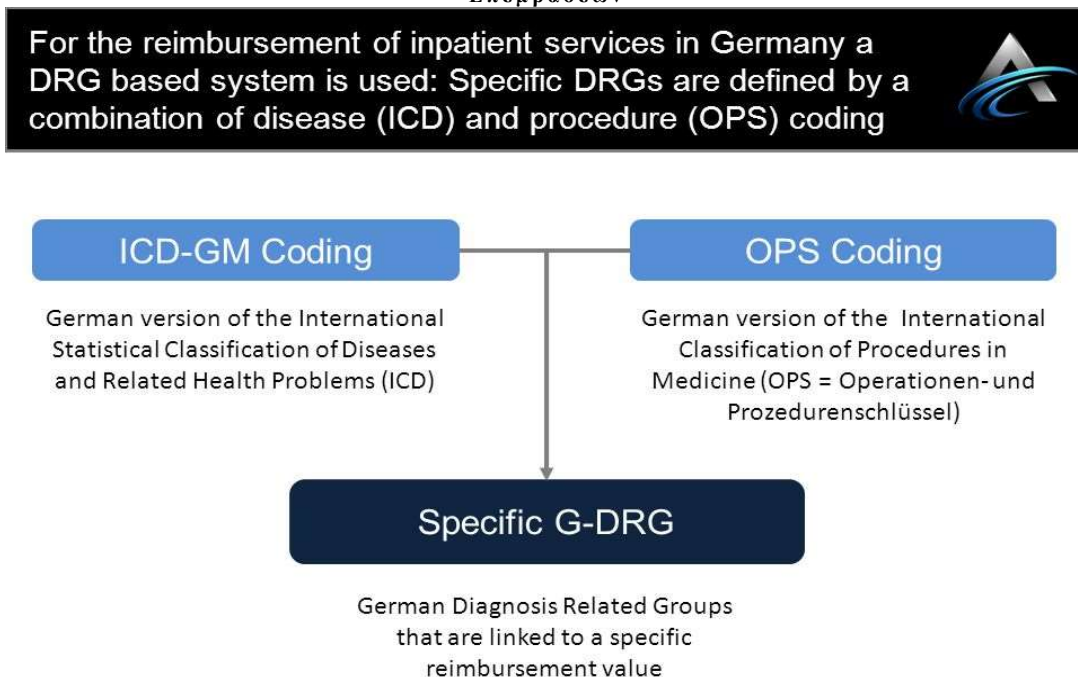 For the reimbursement of inpatient services in Germany a
DRG based system is used: Specific DRGs are defined by a
combination of disease (ICD) and procedure (OPS) coding
ICD-GM Coding
German version of the International
Statistical Classification of Diseases
and Related Health Problems (ICD)
OPS Coding
German version of the International
Classification of Procedures in
Medicine (OPS = Operationen- und
Prozedurenschlüssel)
Specific G-DRG
German Diagnosis Related Groups
that are linked to a specific
reimbursement value